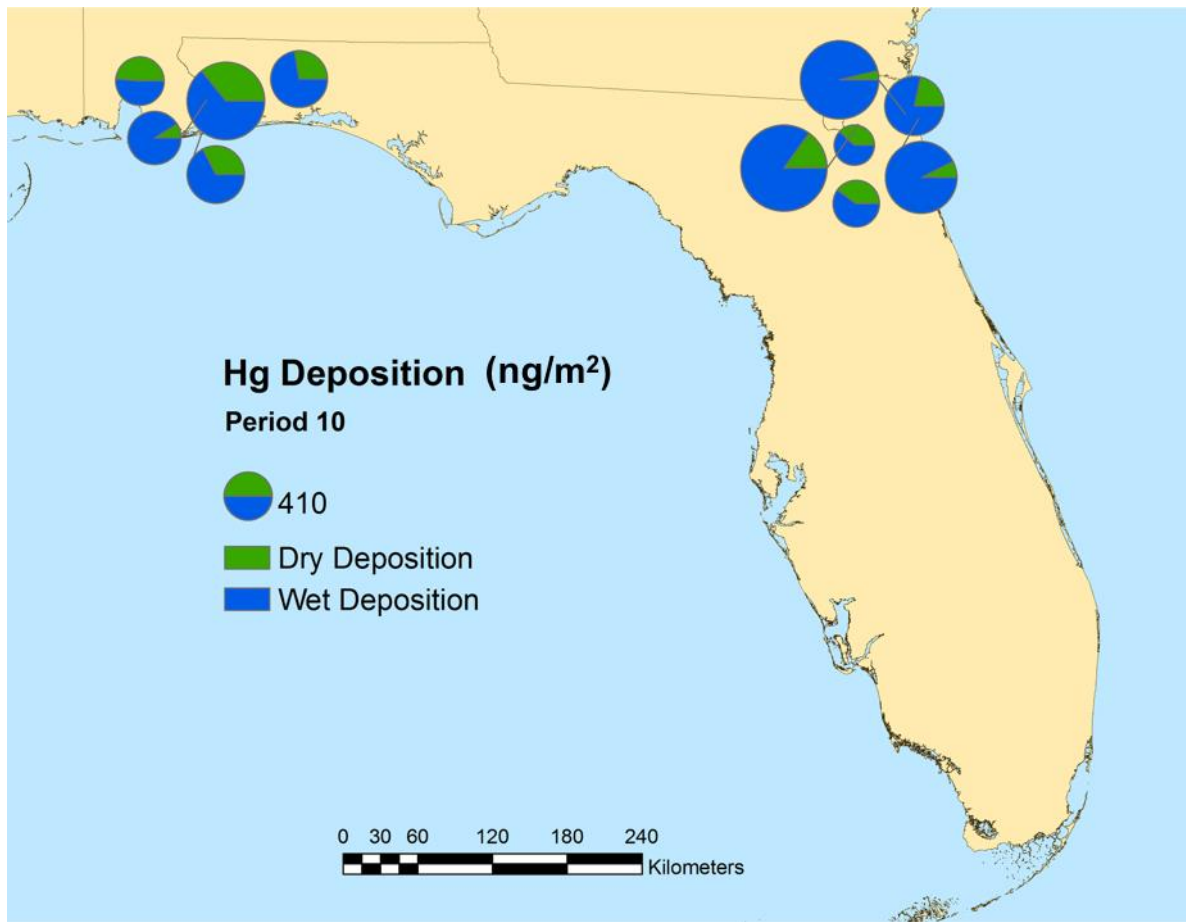 Hg Deposition (ng/m²)
Period 10
410
Dry Deposition
Wet Deposition
0 30 60 120 180 240
Kilometers